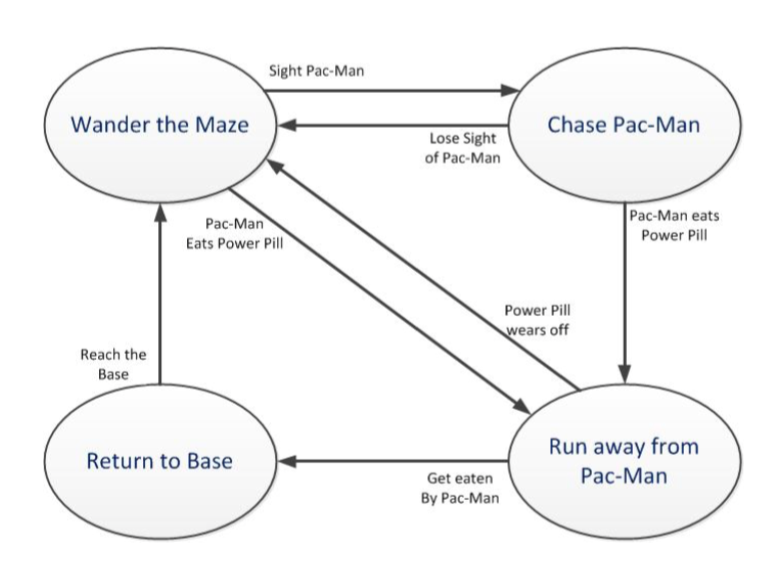 Sight Pac-Man
Wander the Maze
Chase Pac-Man
Lose Sight
of Pac-Man
Pac-Man
Eats Power Pill
Pac-Man eats
Power Pill
Power Pill
wears off
Reach the
Base
Return to Base
Run away from
Pac-Man
Get eaten
By Pac-Man